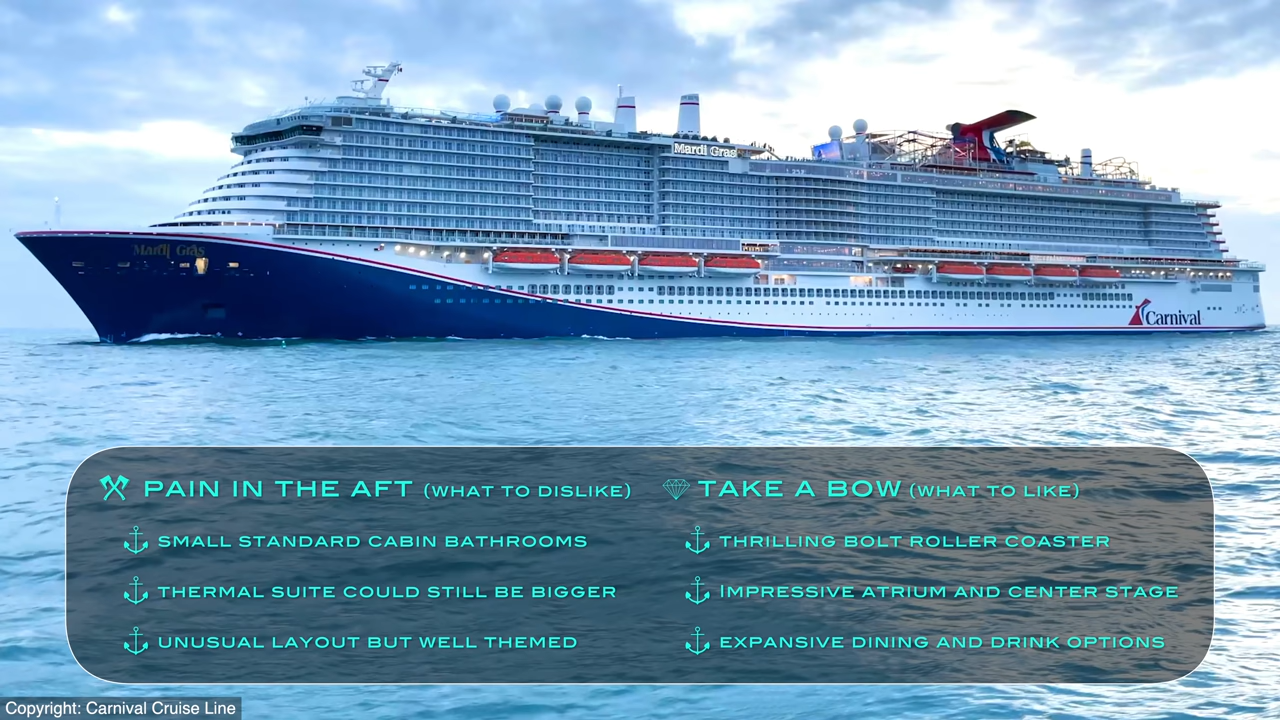 Mardi Gras
Mardi Gras
Carnival
PAIN IN THE AFT (WHAT TO DISLIKE)
SMALL STANDARD CABIN BATHROOMS
THERMAL SUITE COULD STILL BE BIGGER
UNUSUAL LAYOUT BUT WELL THEMED
TAKE A BOW (WHAT TO LIKE)
THRILLING BOLT ROLLER COASTER
IMPRESSIVE ATRIUM AND CENTER STAGE
EXPANSIVE DINING AND DRINK OPTIONS
Copyright: Carnival Cruise Line